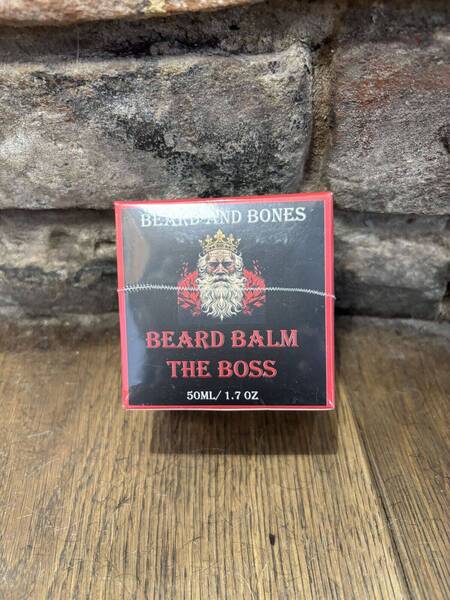 BEARD AND BONES
BEARD BALM
THE BOSS
50ML/ 1.7 OZ